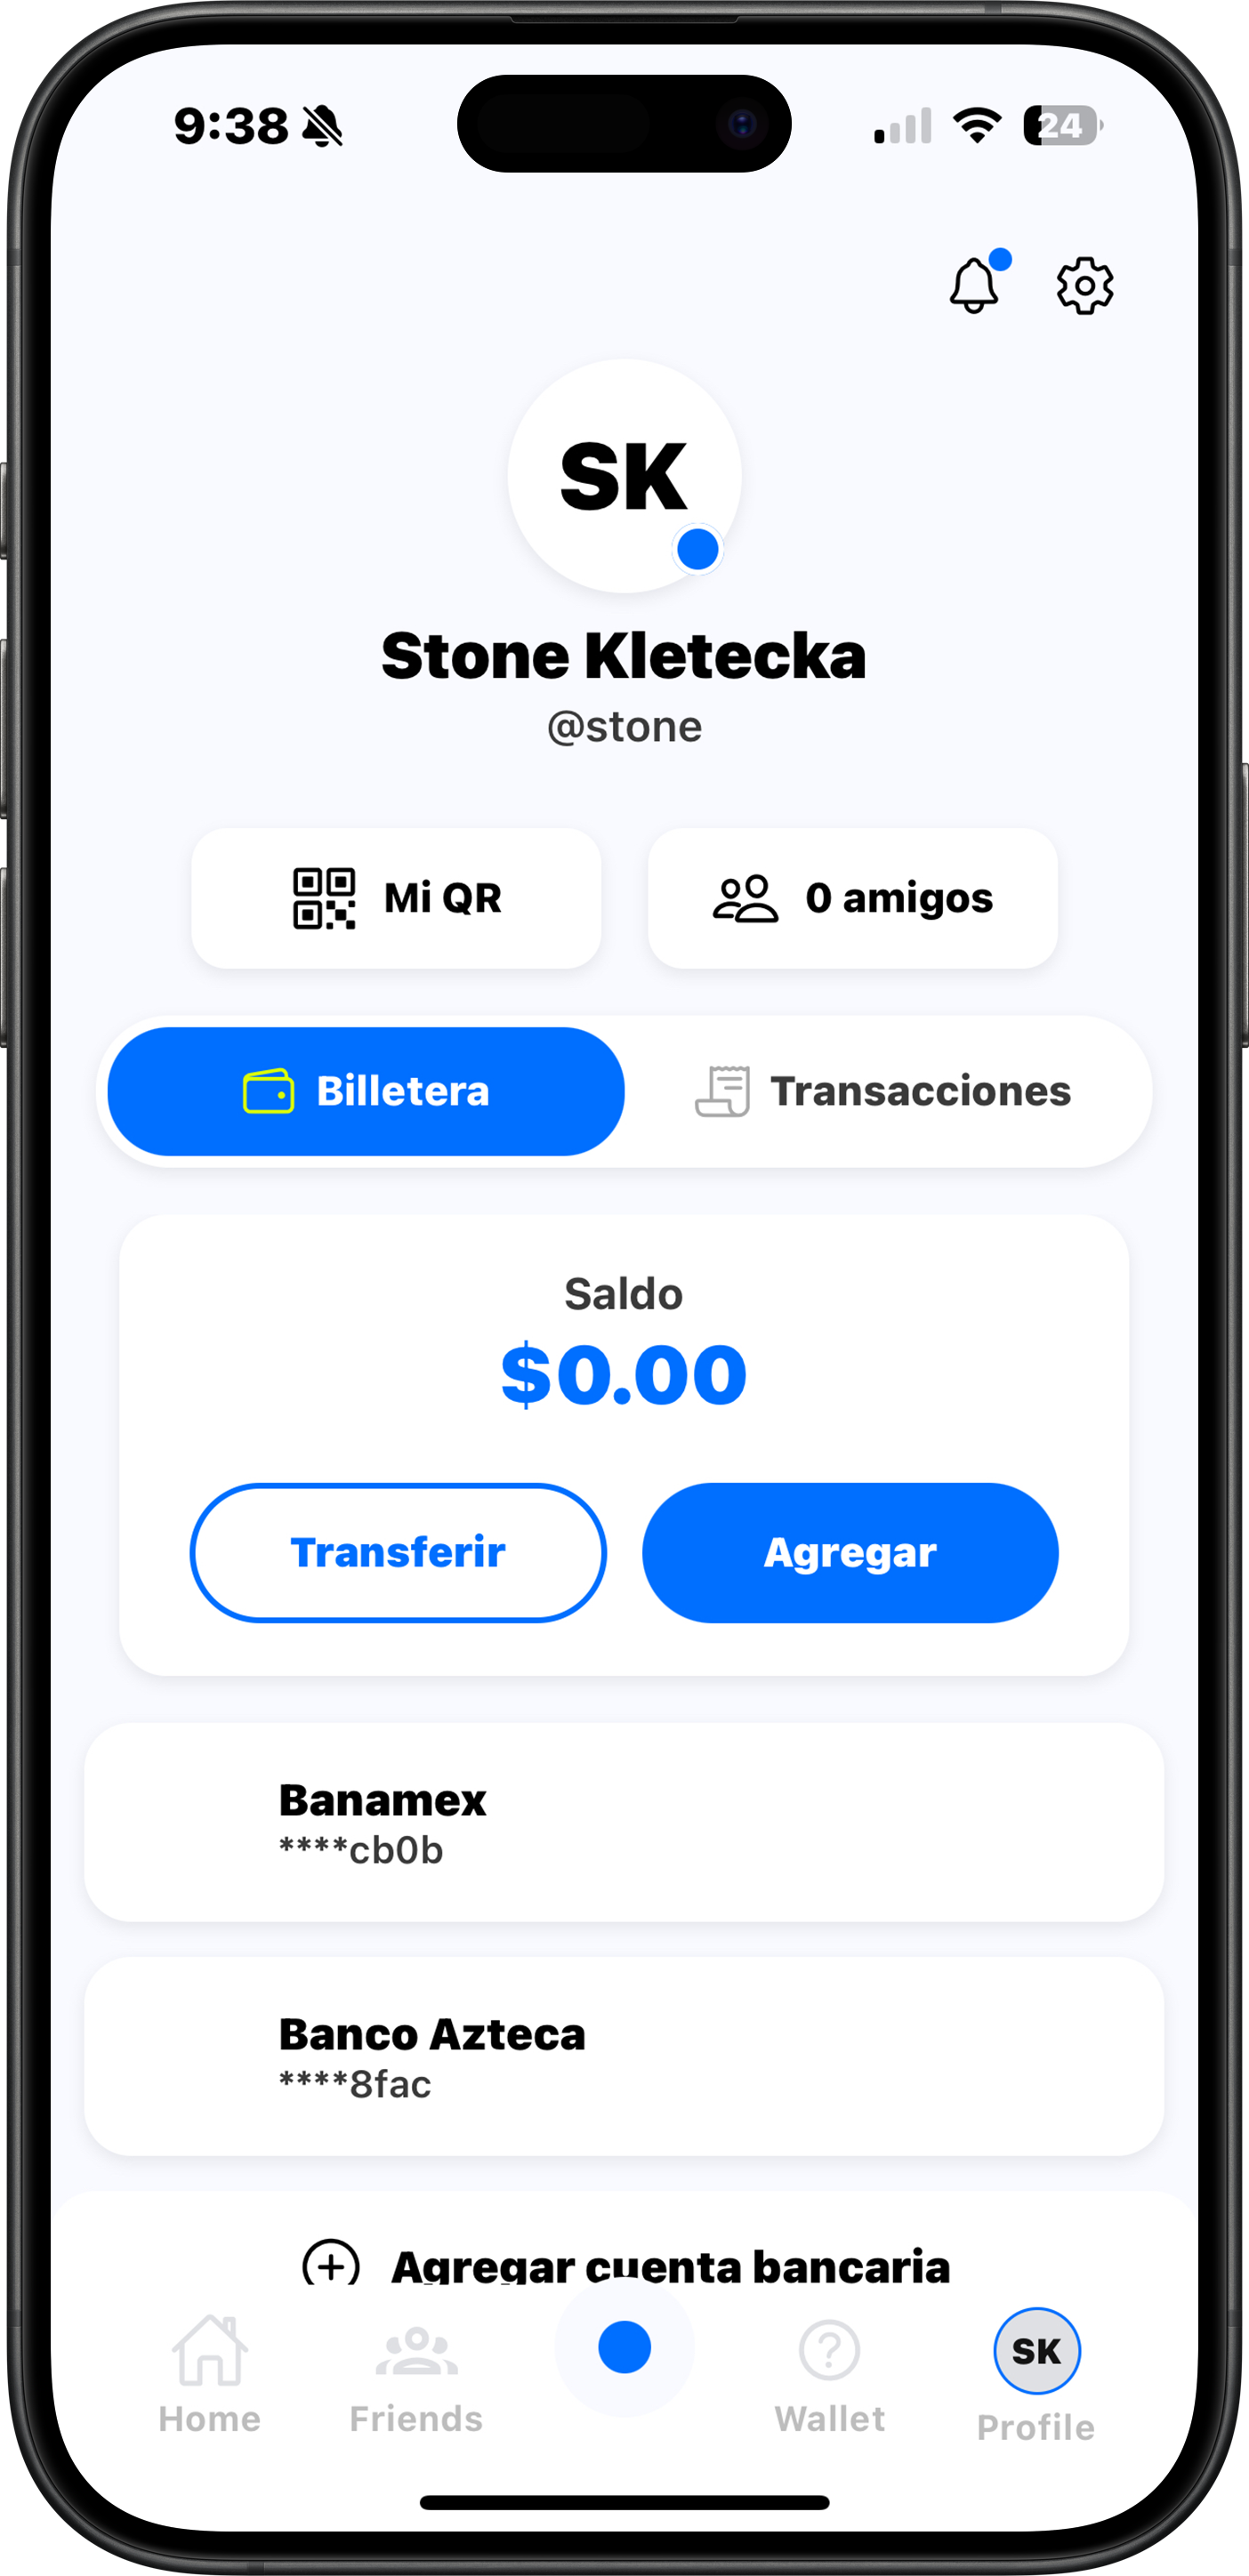 9:38
24
SK
Stone Kletecka
@stone
Mi QR
0 amigos
Billetera
Transacciones
Saldo
$0.00
Transferir
Agregar
Banamex
****cb0b
Banco Azteca
****8fac
Agregar cuenta bancaria
Home
Friends
?
Wallet
SK
Profile